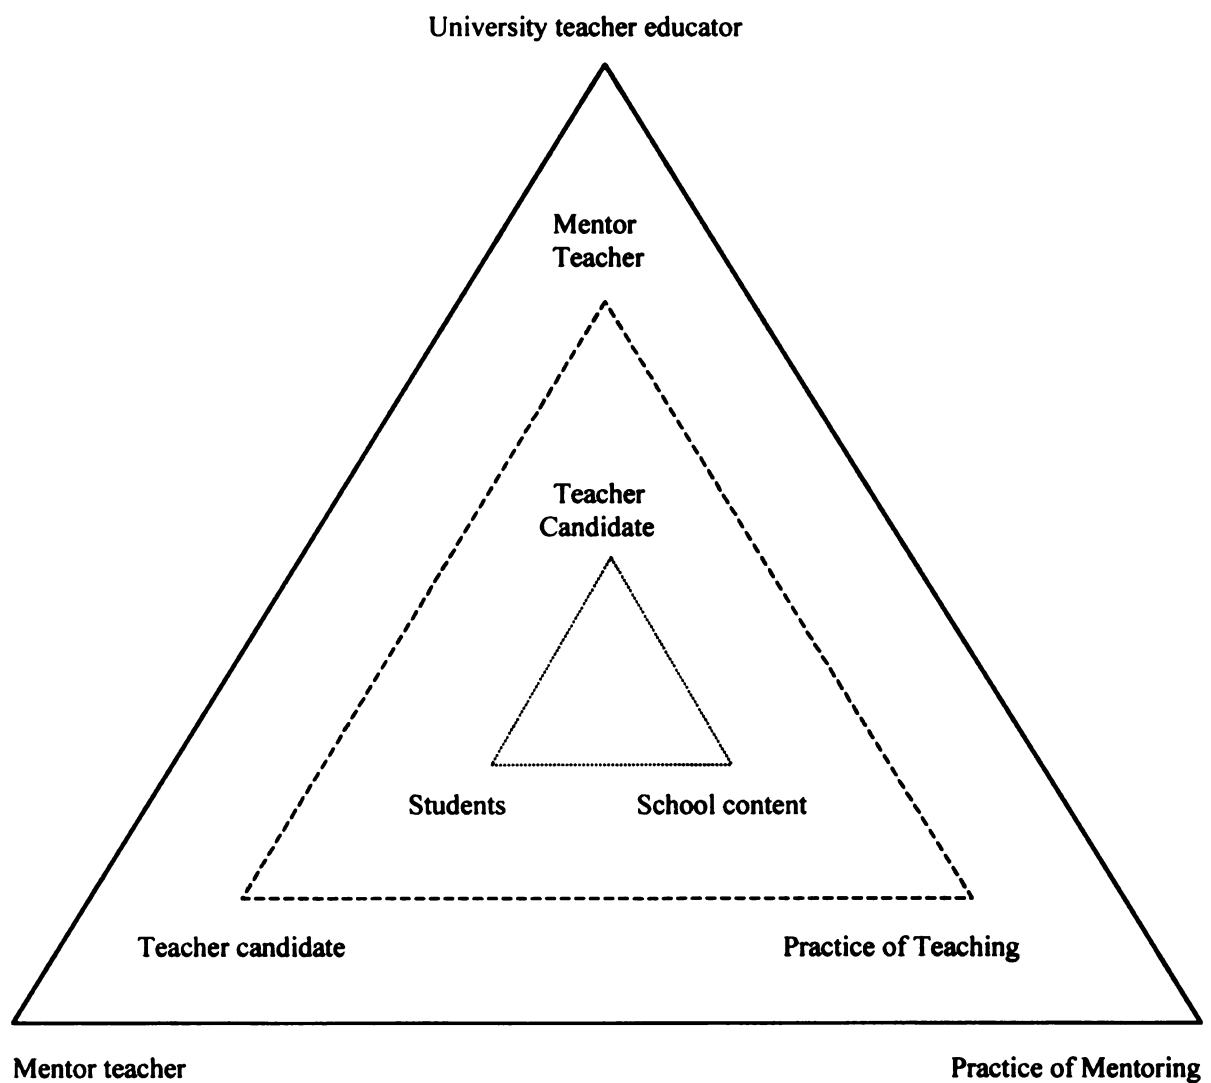 University teacher educator
Mentor
Teacher
Teacher
Candidate
Students School content
Teacher candidate Practice of Teaching
Mentor teacher Practice of Mentoring